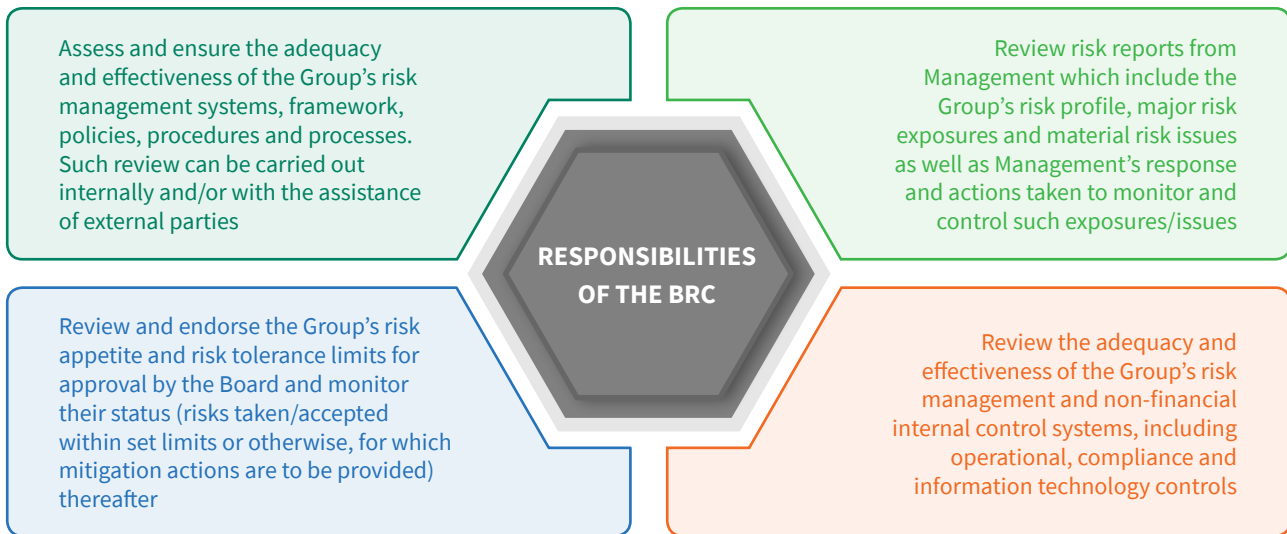 Assess and ensure the adequacy
and effectiveness of the Group’s risk
management systems, framework,
policies, procedures and processes.
Such review can be carried out
internally and/or with the assistance
of external parties
Review risk reports from
Management which include the
Group’s risk profile, major risk
exposures and material risk issues
as well as Management’s response
and actions taken to monitor and
control such exposures/issues
RESPONSIBILITIES
OF THE BRC
Review and endorse the Group’s risk
appetite and risk tolerance limits for
approval by the Board and monitor
their status (risks taken/accepted
within set limits or otherwise, for which
mitigation actions are to be provided)
thereafter
Review the adequacy and
effectiveness of the Group’s risk
management and non-financial
internal control systems, including
operational, compliance and
information technology controls